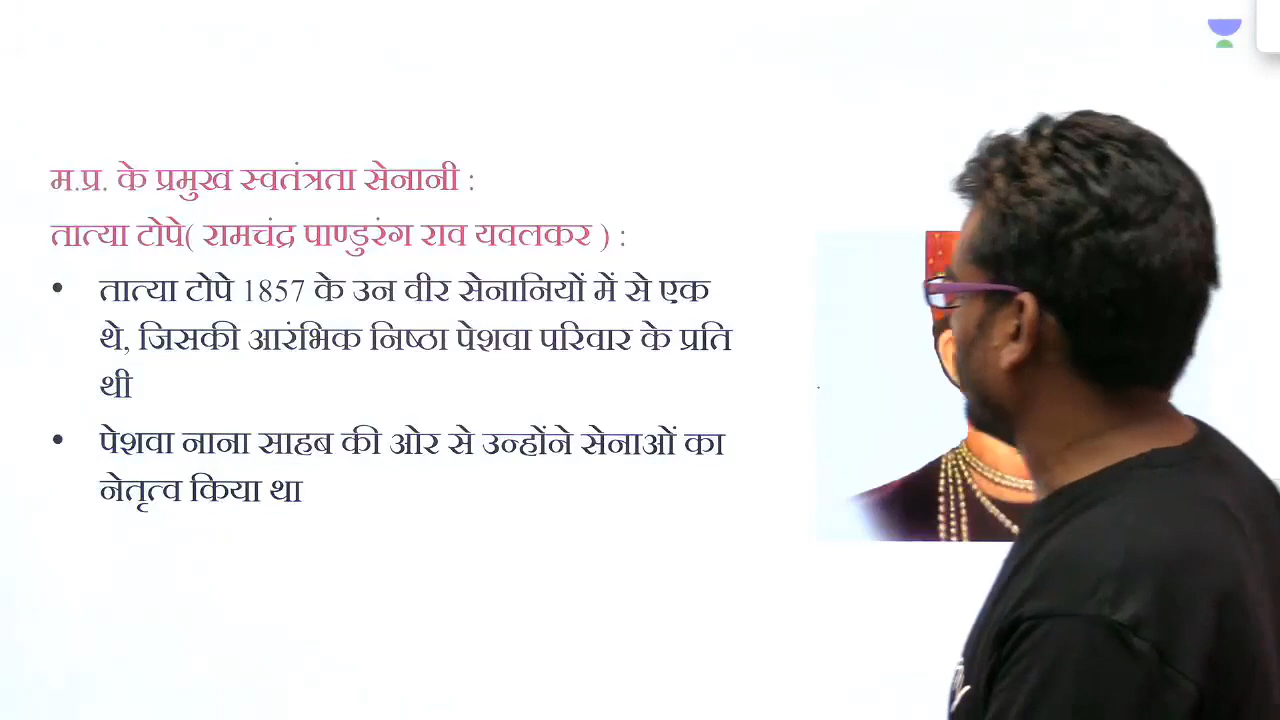 म.प्र. के प्रमुख स्वतंत्रता सेनानी :
तात्या टोपे( रामचंद्र पाण्डुरंग राव यवलकर ) :
• तात्या टोपे 1857 के उन वीर सेनानियों में से एक
थे, जिसकी आरंभिक निष्ठा पेशवा परिवार के प्रति
थी
• पेशवा नाना साहब की ओर से उन्होंने सेनाओं का
नेतृत्व किया था